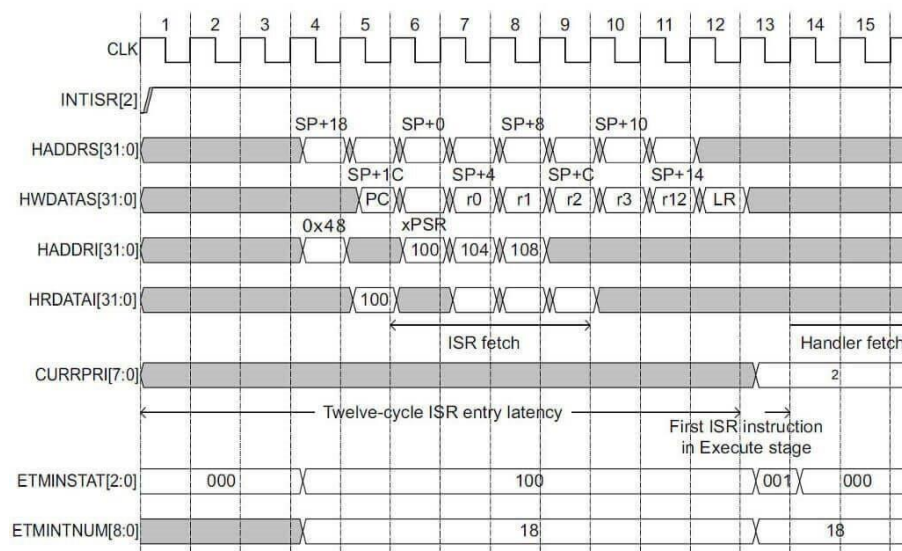 1 2 3 4 5 6 7 8 9 10 11 12 13 14 15
CLK
INTISR[2]
SP+18 SP+0 SP+8 SP+10
HADDRS[31:0]
SP+1C SP+4 SP+C SP+14
HWDATAS[31:0] PC r0 r1 r2 r3 r12 LR
0x48 xPSR
HADDRI[31:0] 100 104 108
HRDATAI[31:0] 100
ISR fetch Handler fetch
CURRPRI[7:0] 2
Twelve-cycle ISR entry latency
First ISR instruction
in Execute stage
ETMINSTAT[2:0] 000 100 001 000
ETMINTNUM[8:0] 18 18